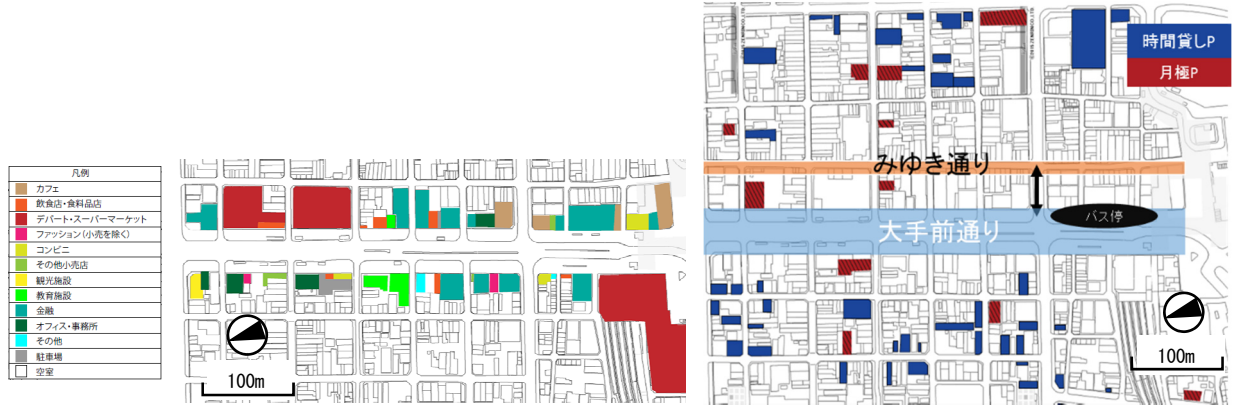 凡例
カフェ
飲食店・食料品店
デパート・スーパーマーケット
ファッション(小売を除く)
コンビニ
その他小売店
観光施設
教育施設
金融
オフィス・事務所
その他
駐車場
空室
100m
時間貸しP
月極P
みゆき通り
バス停
大手前通り
100m